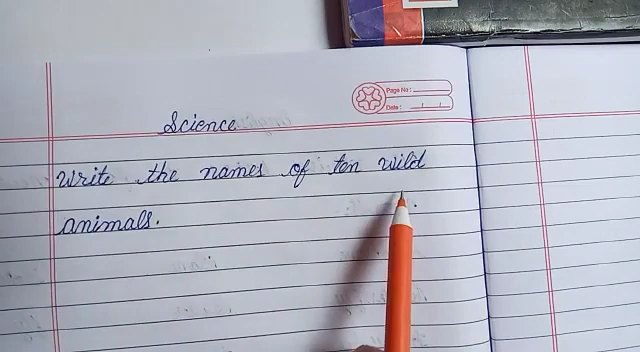 Page No:
Date:
Science
Write the names of ten wild
animals.